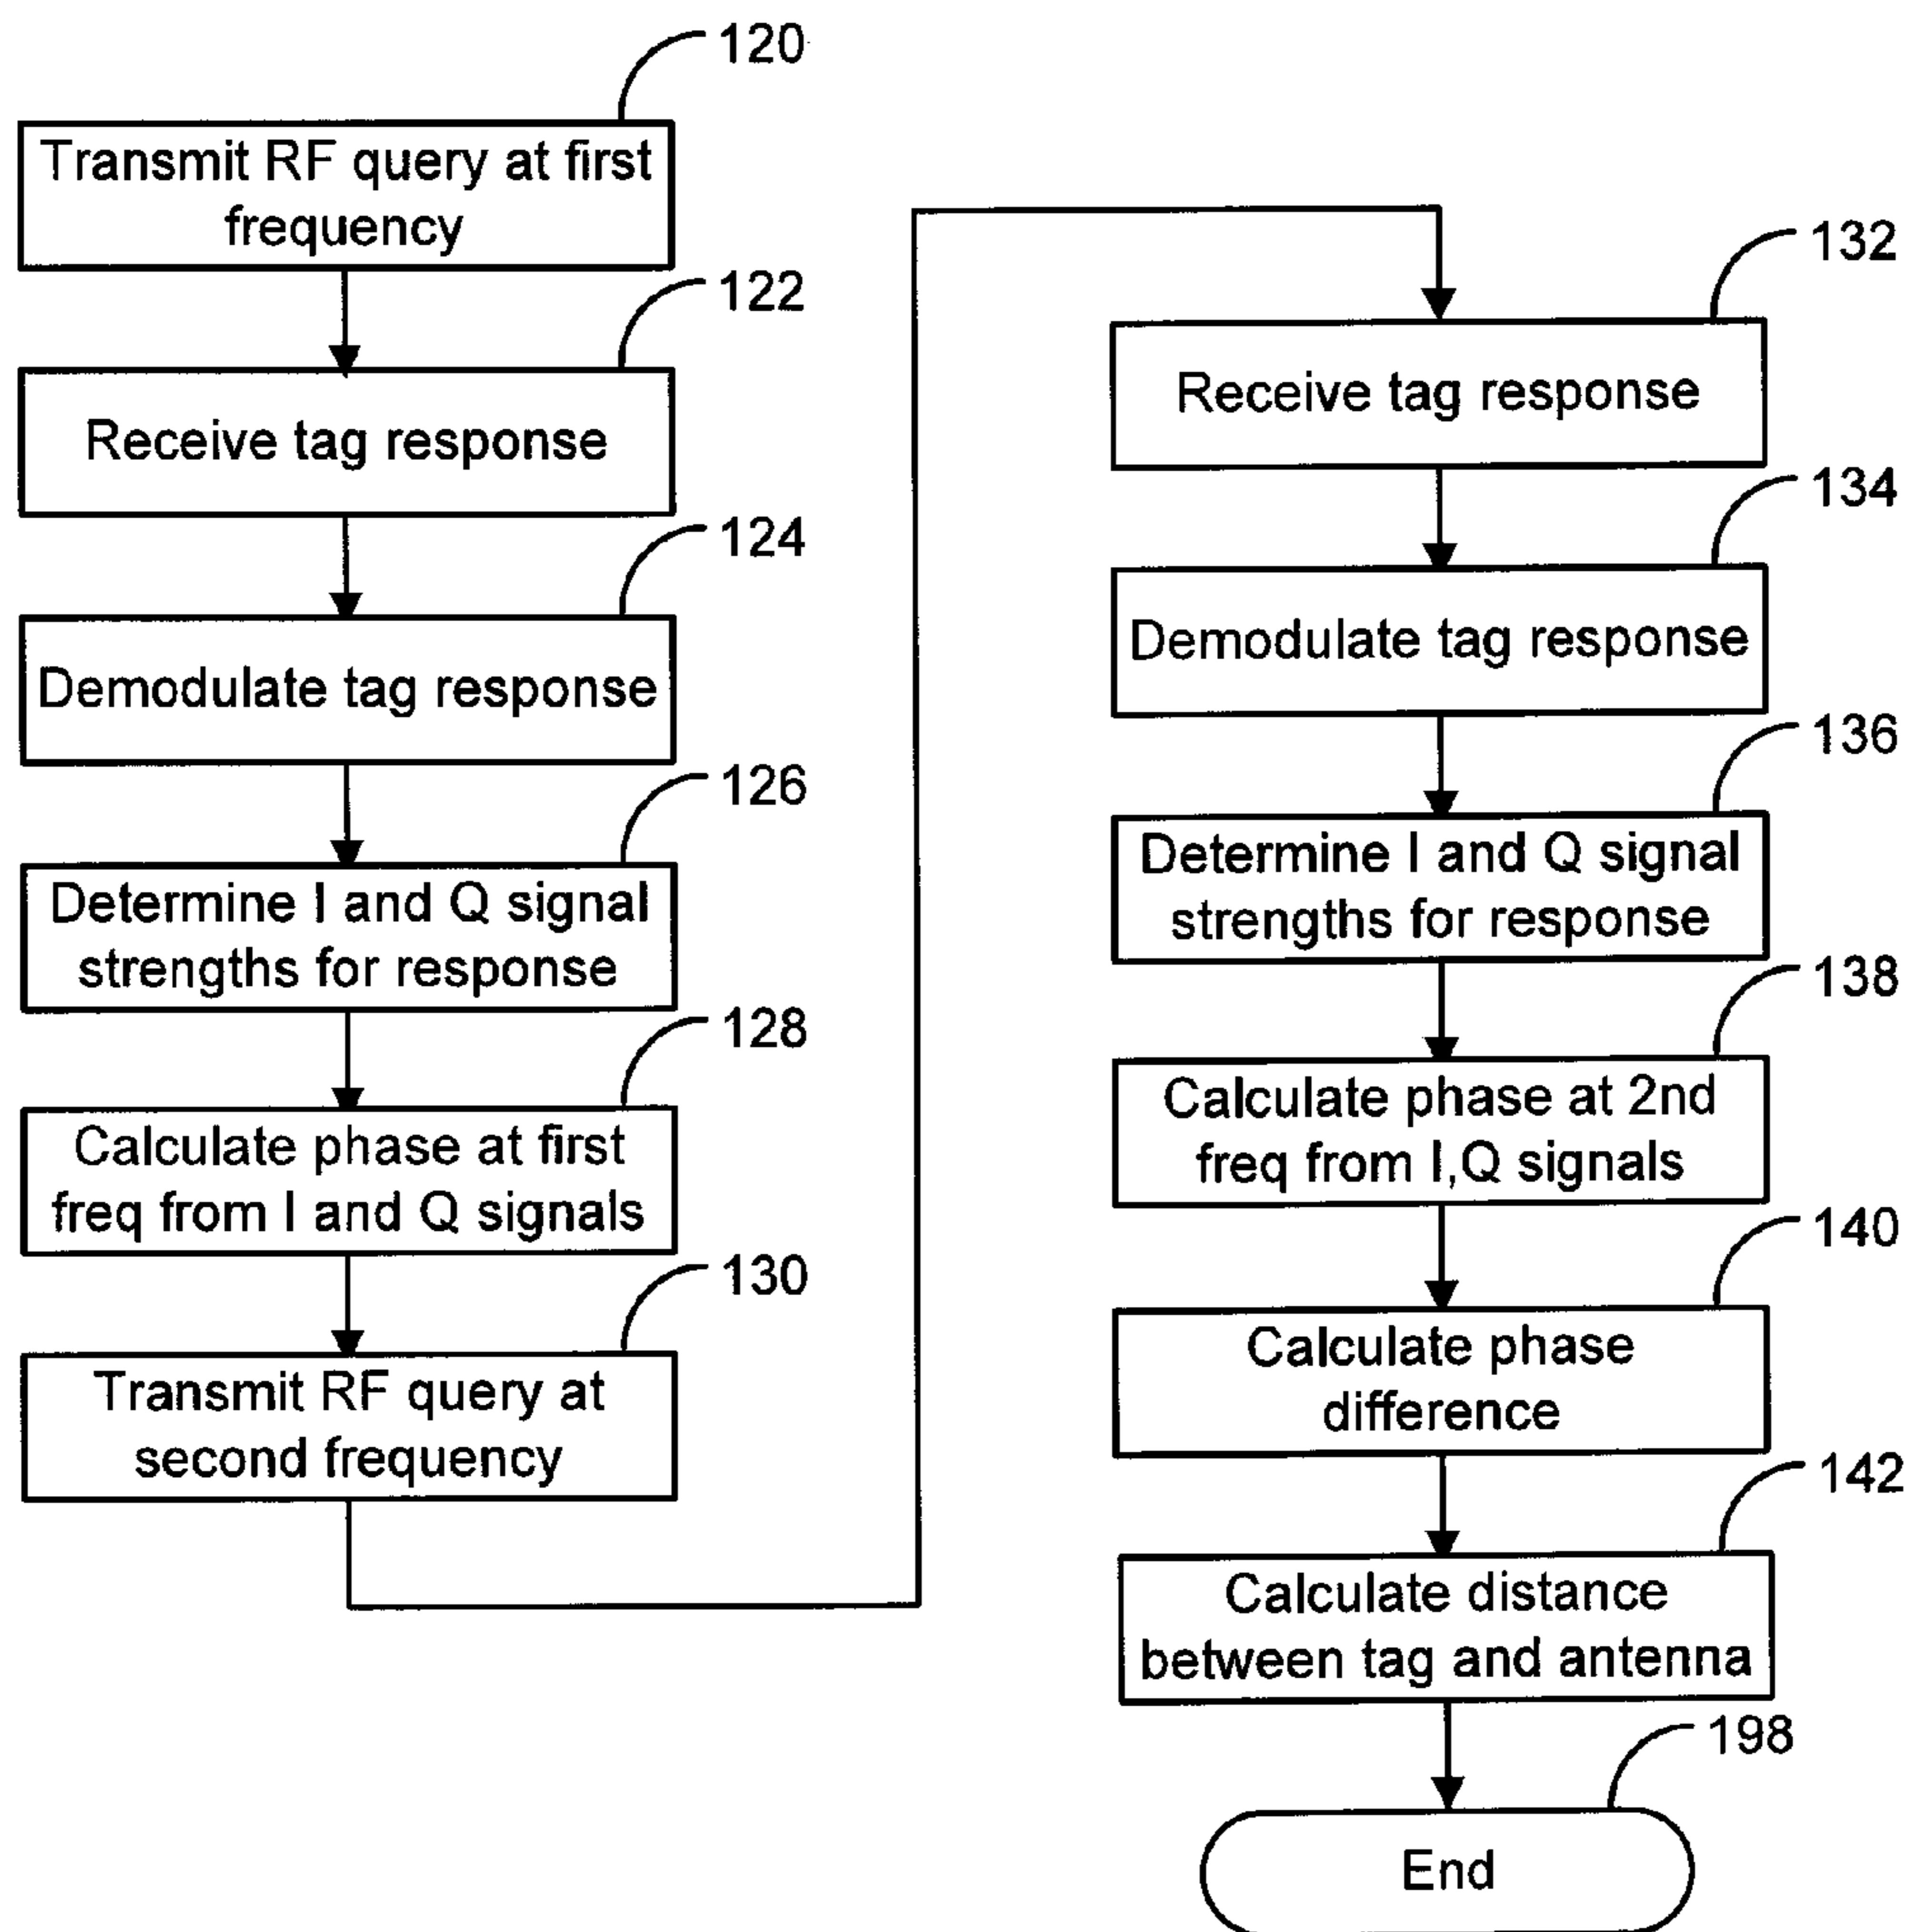 120
Transmit RF query at first
frequency
122
Receive tag response
124
Demodulate tag response
126
Determine I and Q signal
strengths for response
128
Calculate phase at first
freq from I and Q signals
130
Transmit RF query at
second frequency
132
Receive tag response
134
Demodulate tag response
136
Determine I and Q signal
strengths for response
138
Calculate phase at 2nd
freq from I,Q signals
140
Calculate phase
difference
142
Calculate distance
between tag and antenna
198
End